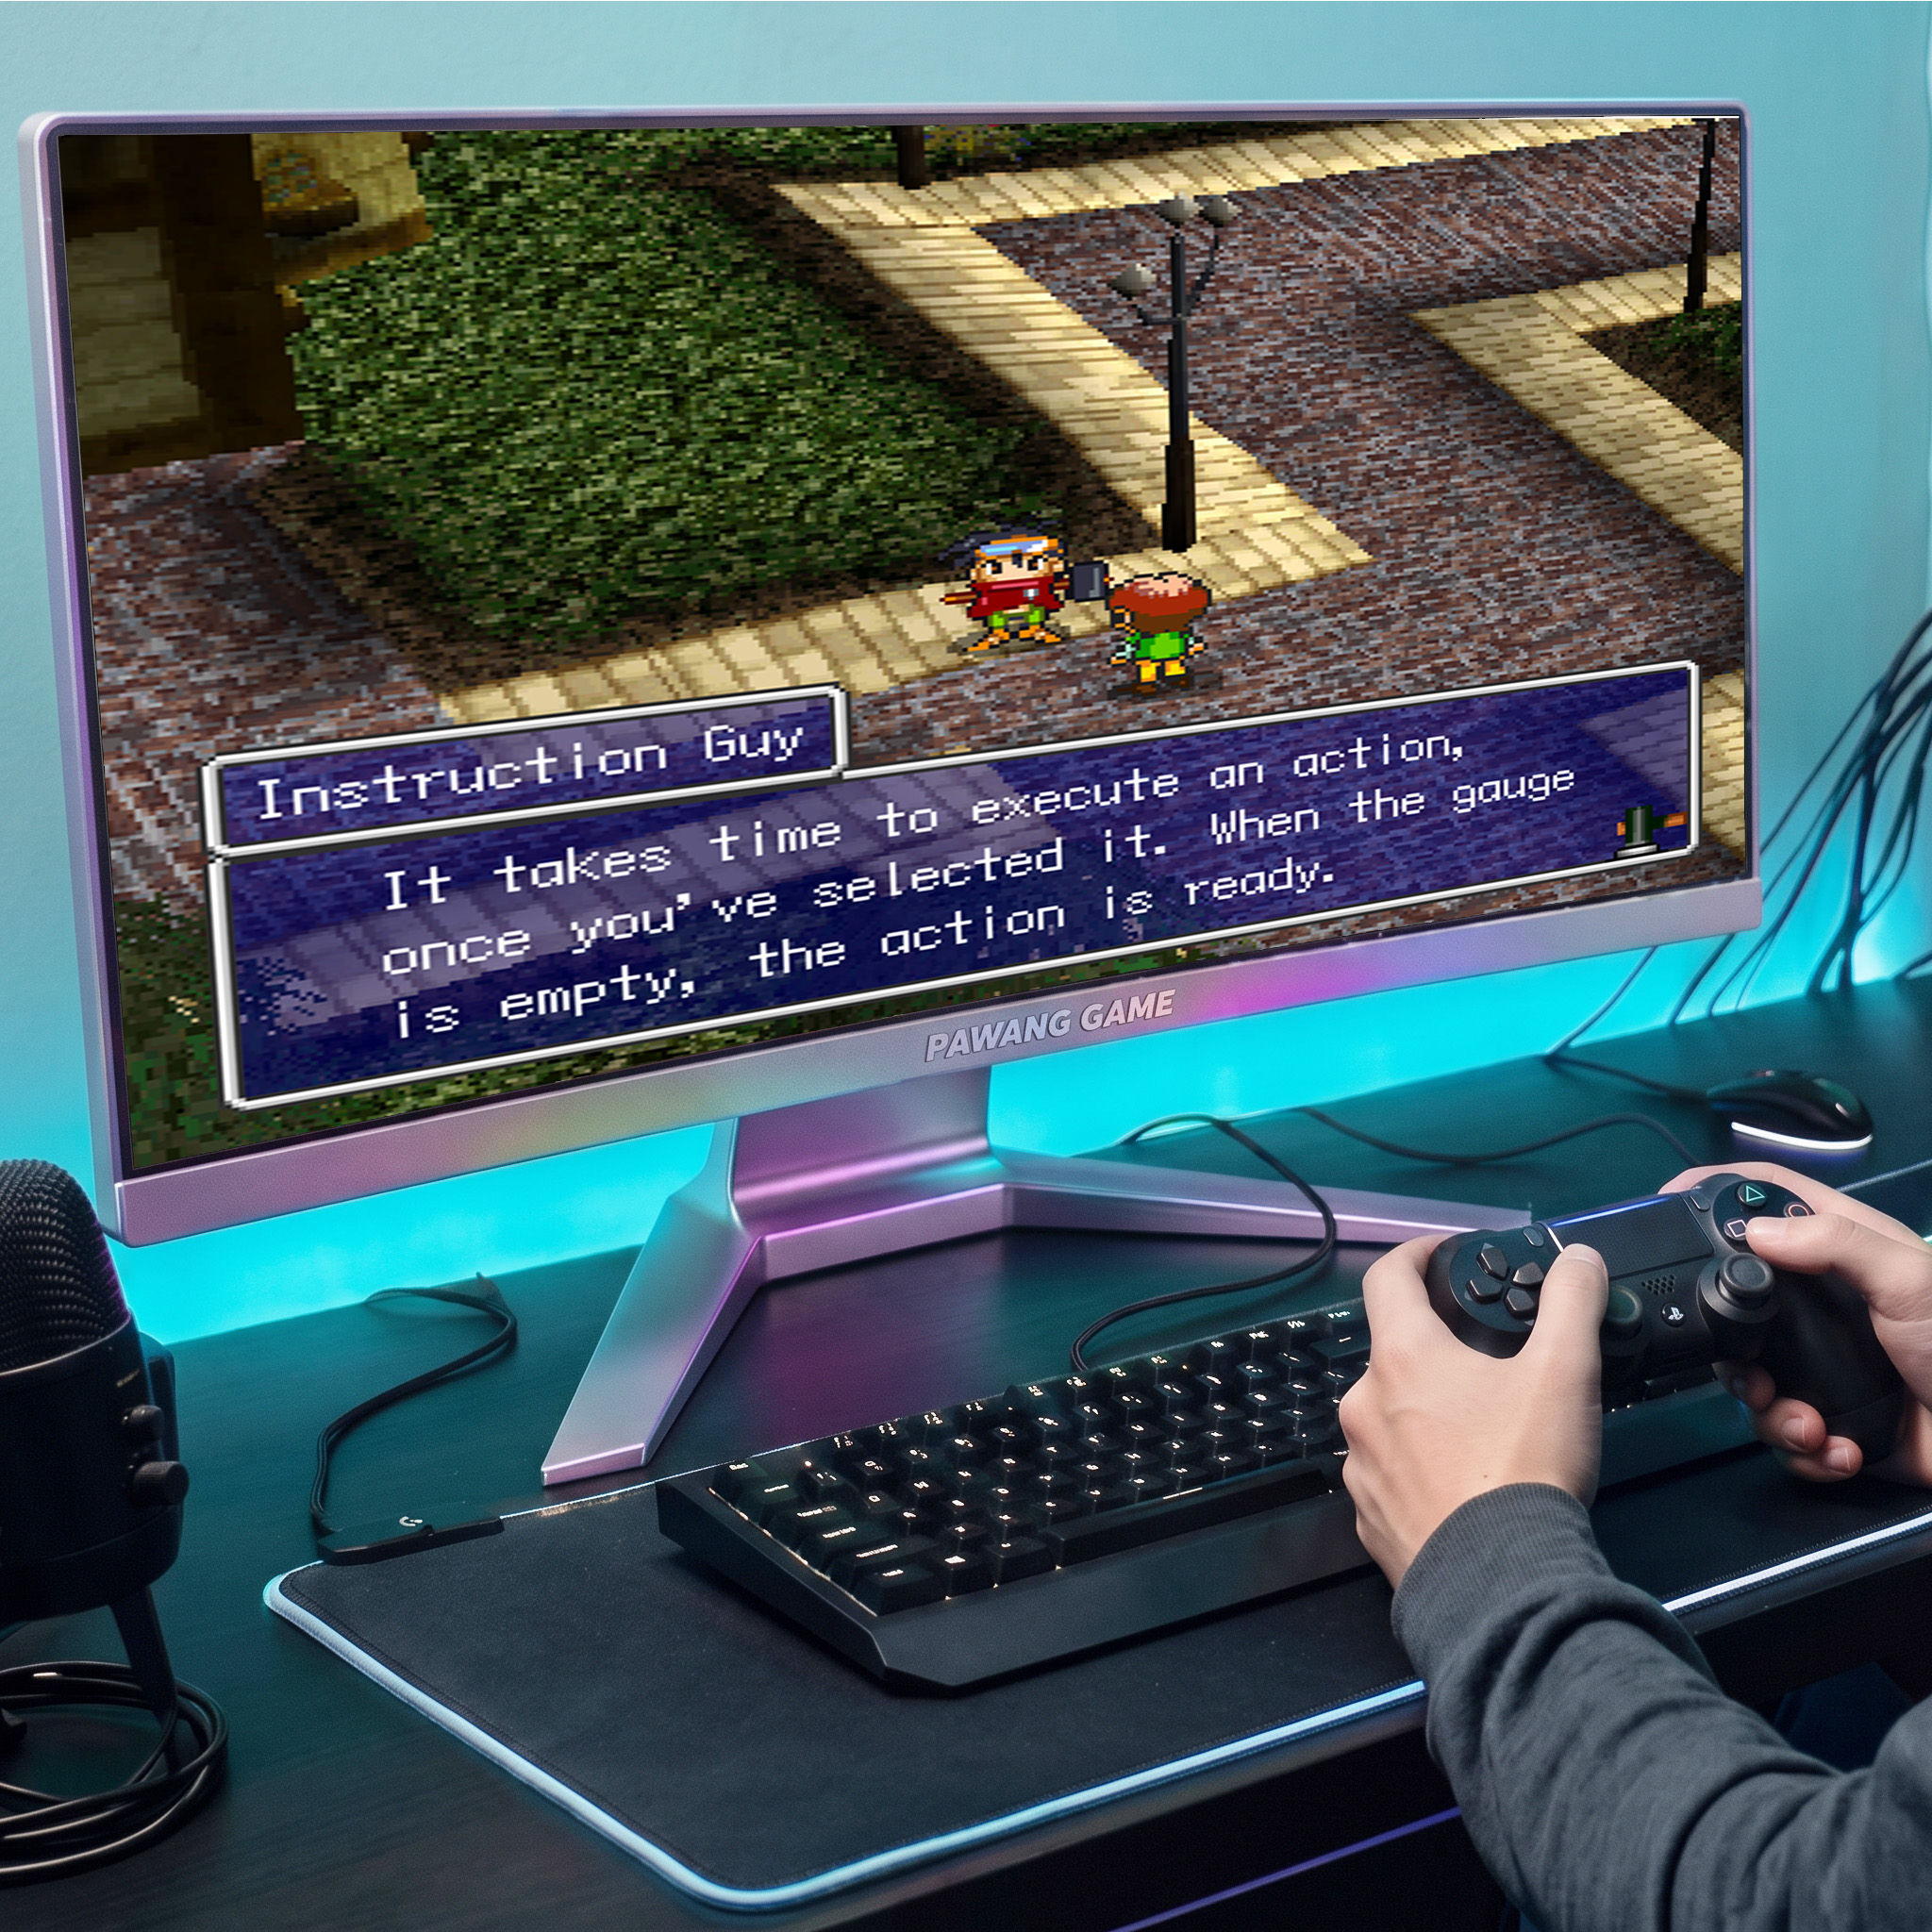 Instruction Guy
It takes time to execute an action,
once you've selected it. When the gauge
is empty, the action is ready.
PAWANG GAME